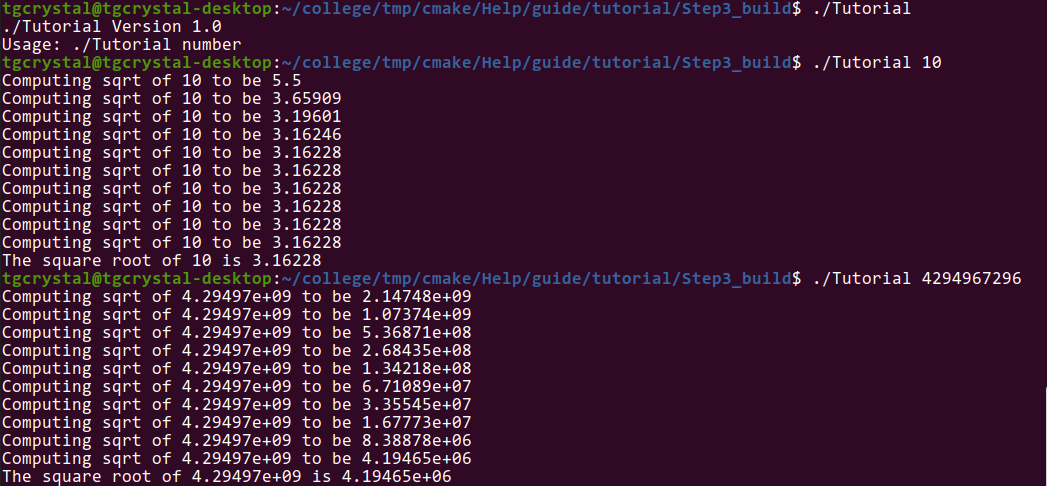 tgcrystal@tgcrystal-desktop:~/college/tmp/cmake/Help/guide/tutorial/Step3_build$ ./Tutorial
./Tutorial Version 1.0
Usage: ./Tutorial number
tgcrystal@tgcrystal-desktop:~/college/tmp/cmake/Help/guide/tutorial/Step3_build$ ./Tutorial 10
Computing sqrt of 10 to be 5.5
Computing sqrt of 10 to be 3.65909
Computing sqrt of 10 to be 3.19601
Computing sqrt of 10 to be 3.16246
Computing sqrt of 10 to be 3.16228
Computing sqrt of 10 to be 3.16228
Computing sqrt of 10 to be 3.16228
Computing sqrt of 10 to be 3.16228
Computing sqrt of 10 to be 3.16228
Computing sqrt of 10 to be 3.16228
The square root of 10 is 3.16228
tgcrystal@tgcrystal-desktop:~/college/tmp/cmake/Help/guide/tutorial/Step3_build$ ./Tutorial 4294967296
Computing sqrt of 4.29497e+09 to be 2.14748e+09
Computing sqrt of 4.29497e+09 to be 1.07374e+09
Computing sqrt of 4.29497e+09 to be 5.36871e+08
Computing sqrt of 4.29497e+09 to be 2.68435e+08
Computing sqrt of 4.29497e+09 to be 1.34218e+08
Computing sqrt of 4.29497e+09 to be 6.71089e+07
Computing sqrt of 4.29497e+09 to be 3.35545e+07
Computing sqrt of 4.29497e+09 to be 1.67773e+07
Computing sqrt of 4.29497e+09 to be 8.38878e+06
Computing sqrt of 4.29497e+09 to be 4.19465e+06
The square root of 4.29497e+09 is 4.19465e+06